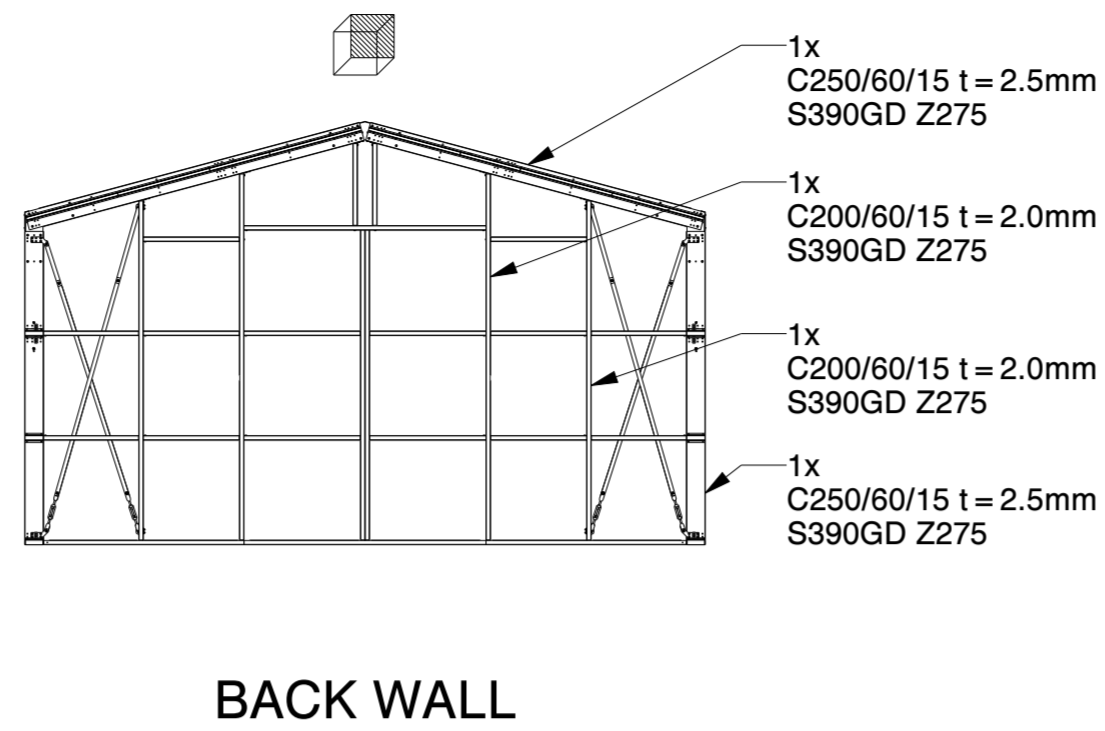 1x
C250/60/15 t = 2.5mm
S390GD Z275
1x
C200/60/15 t = 2.0mm
S390GD Z275
1x
C200/60/15 t = 2.0mm
S390GD Z275
1x
C250/60/15 t = 2.5mm
S390GD Z275
BACK WALL